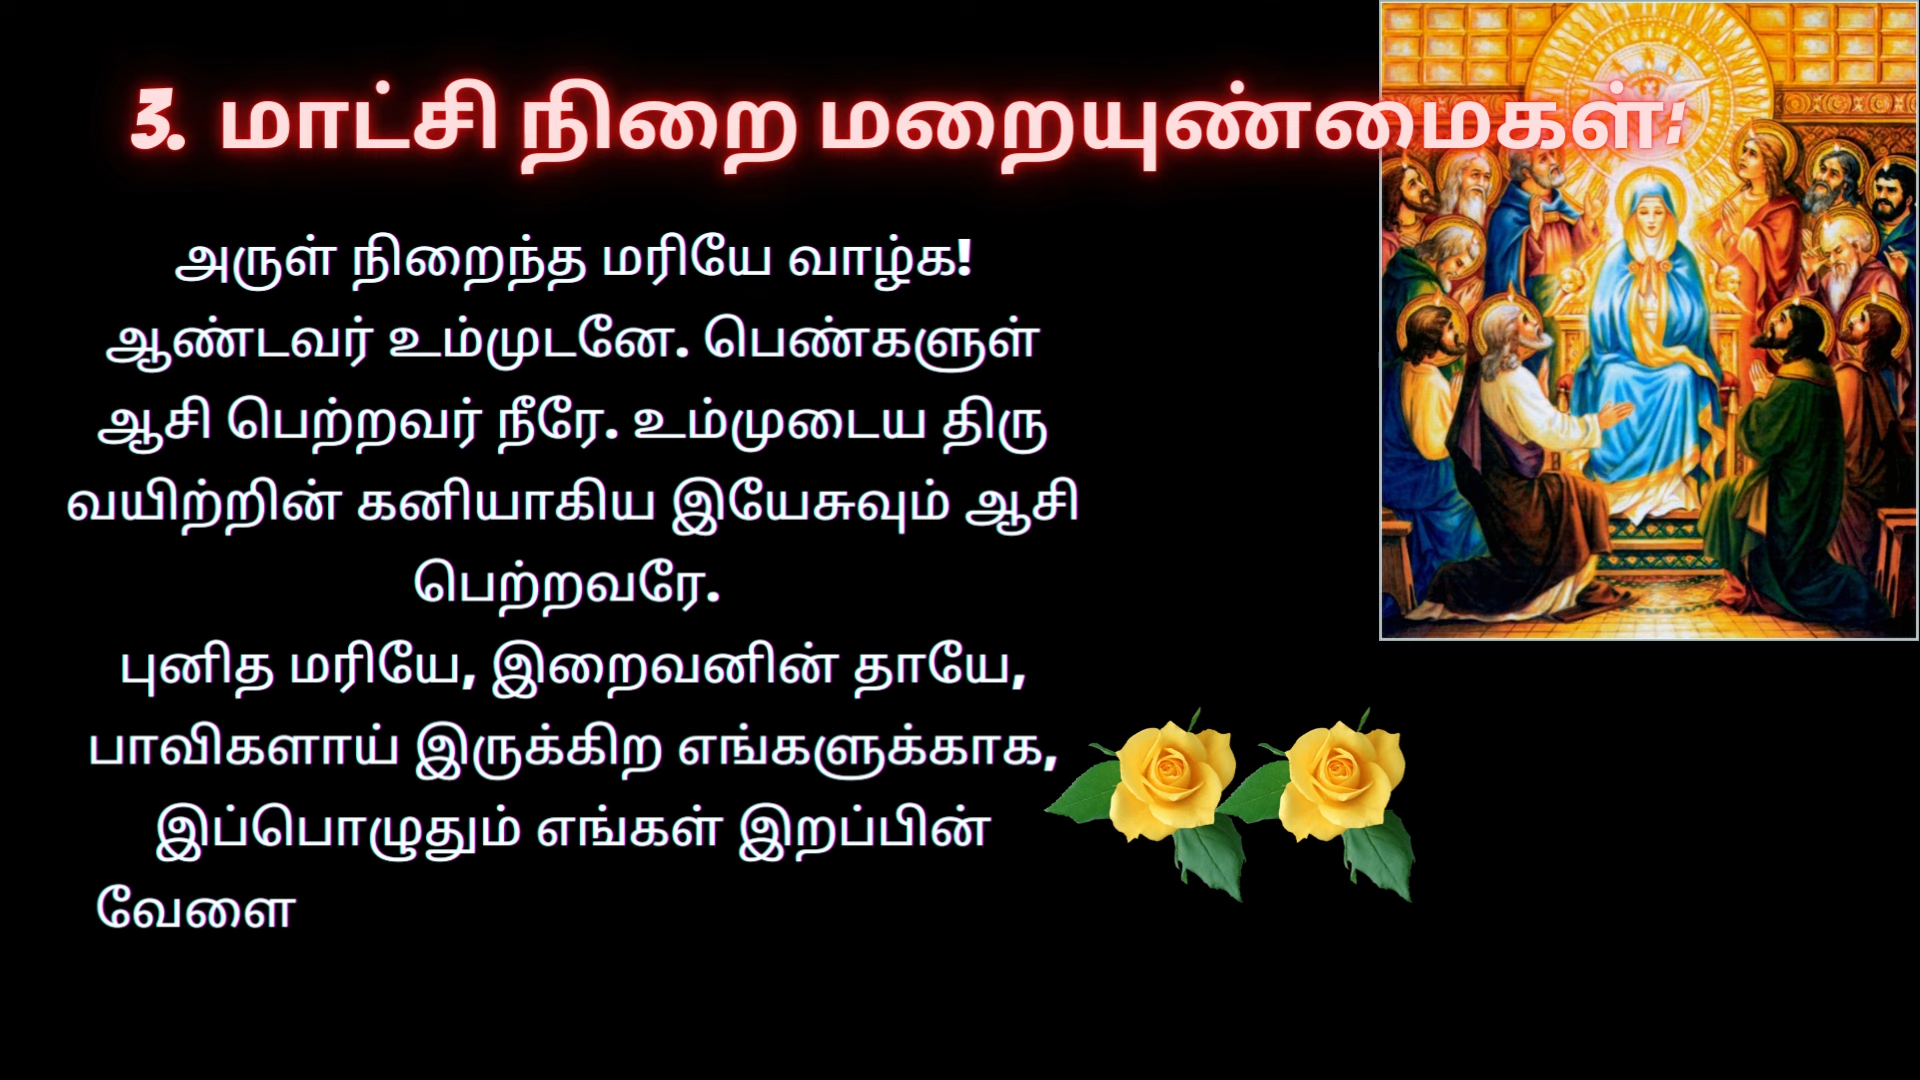 3. மாட்சி நிறை மறையுண்மைகள்:
அருள் நிறைந்த மரியே வாழ்க!
ஆண்டவர் உம்முடனே. பெண்களுள்
ஆசி பெற்றவர் நீரே. உம்முடைய திரு
வயிற்றின் கனியாகிய இயேசுவும் ஆசி
பெற்றவரே.
புனித மரியே, இறைவனின் தாயே,
பாவிகளாய் இருக்கிற எங்களுக்காக,
இப்பொழுதும் எங்கள் இறப்பின்
வேளை